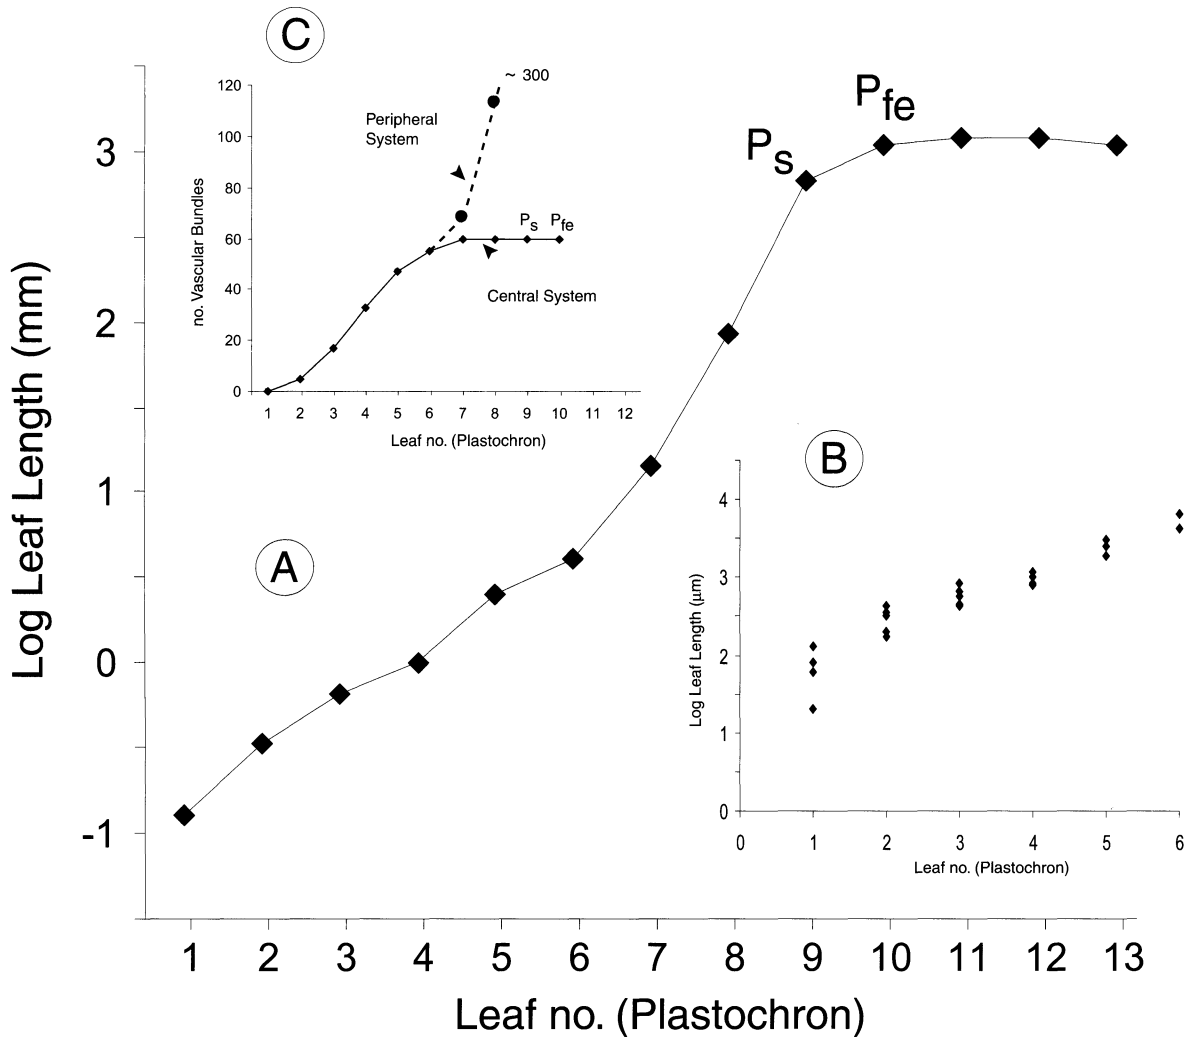 C
~ 300
120
100
80
60
40
20
0
Peripheral
System
Ps Pfe
Central System
no. Vascular Bundles
1 2 3 4 5 6 7 8 9 10 11 12
Leaf no. (Plastochron)
Pfe
Ps
3
2
1
0
-1
Log Leaf Length (mm)
A
B
4
3
2
1
0
Log Leaf Length (μm)
0 1 2 3 4 5 6
Leaf no. (Plastochron)
1 2 3 4 5 6 7 8 9 10 11 12 13
Leaf no. (Plastochron)